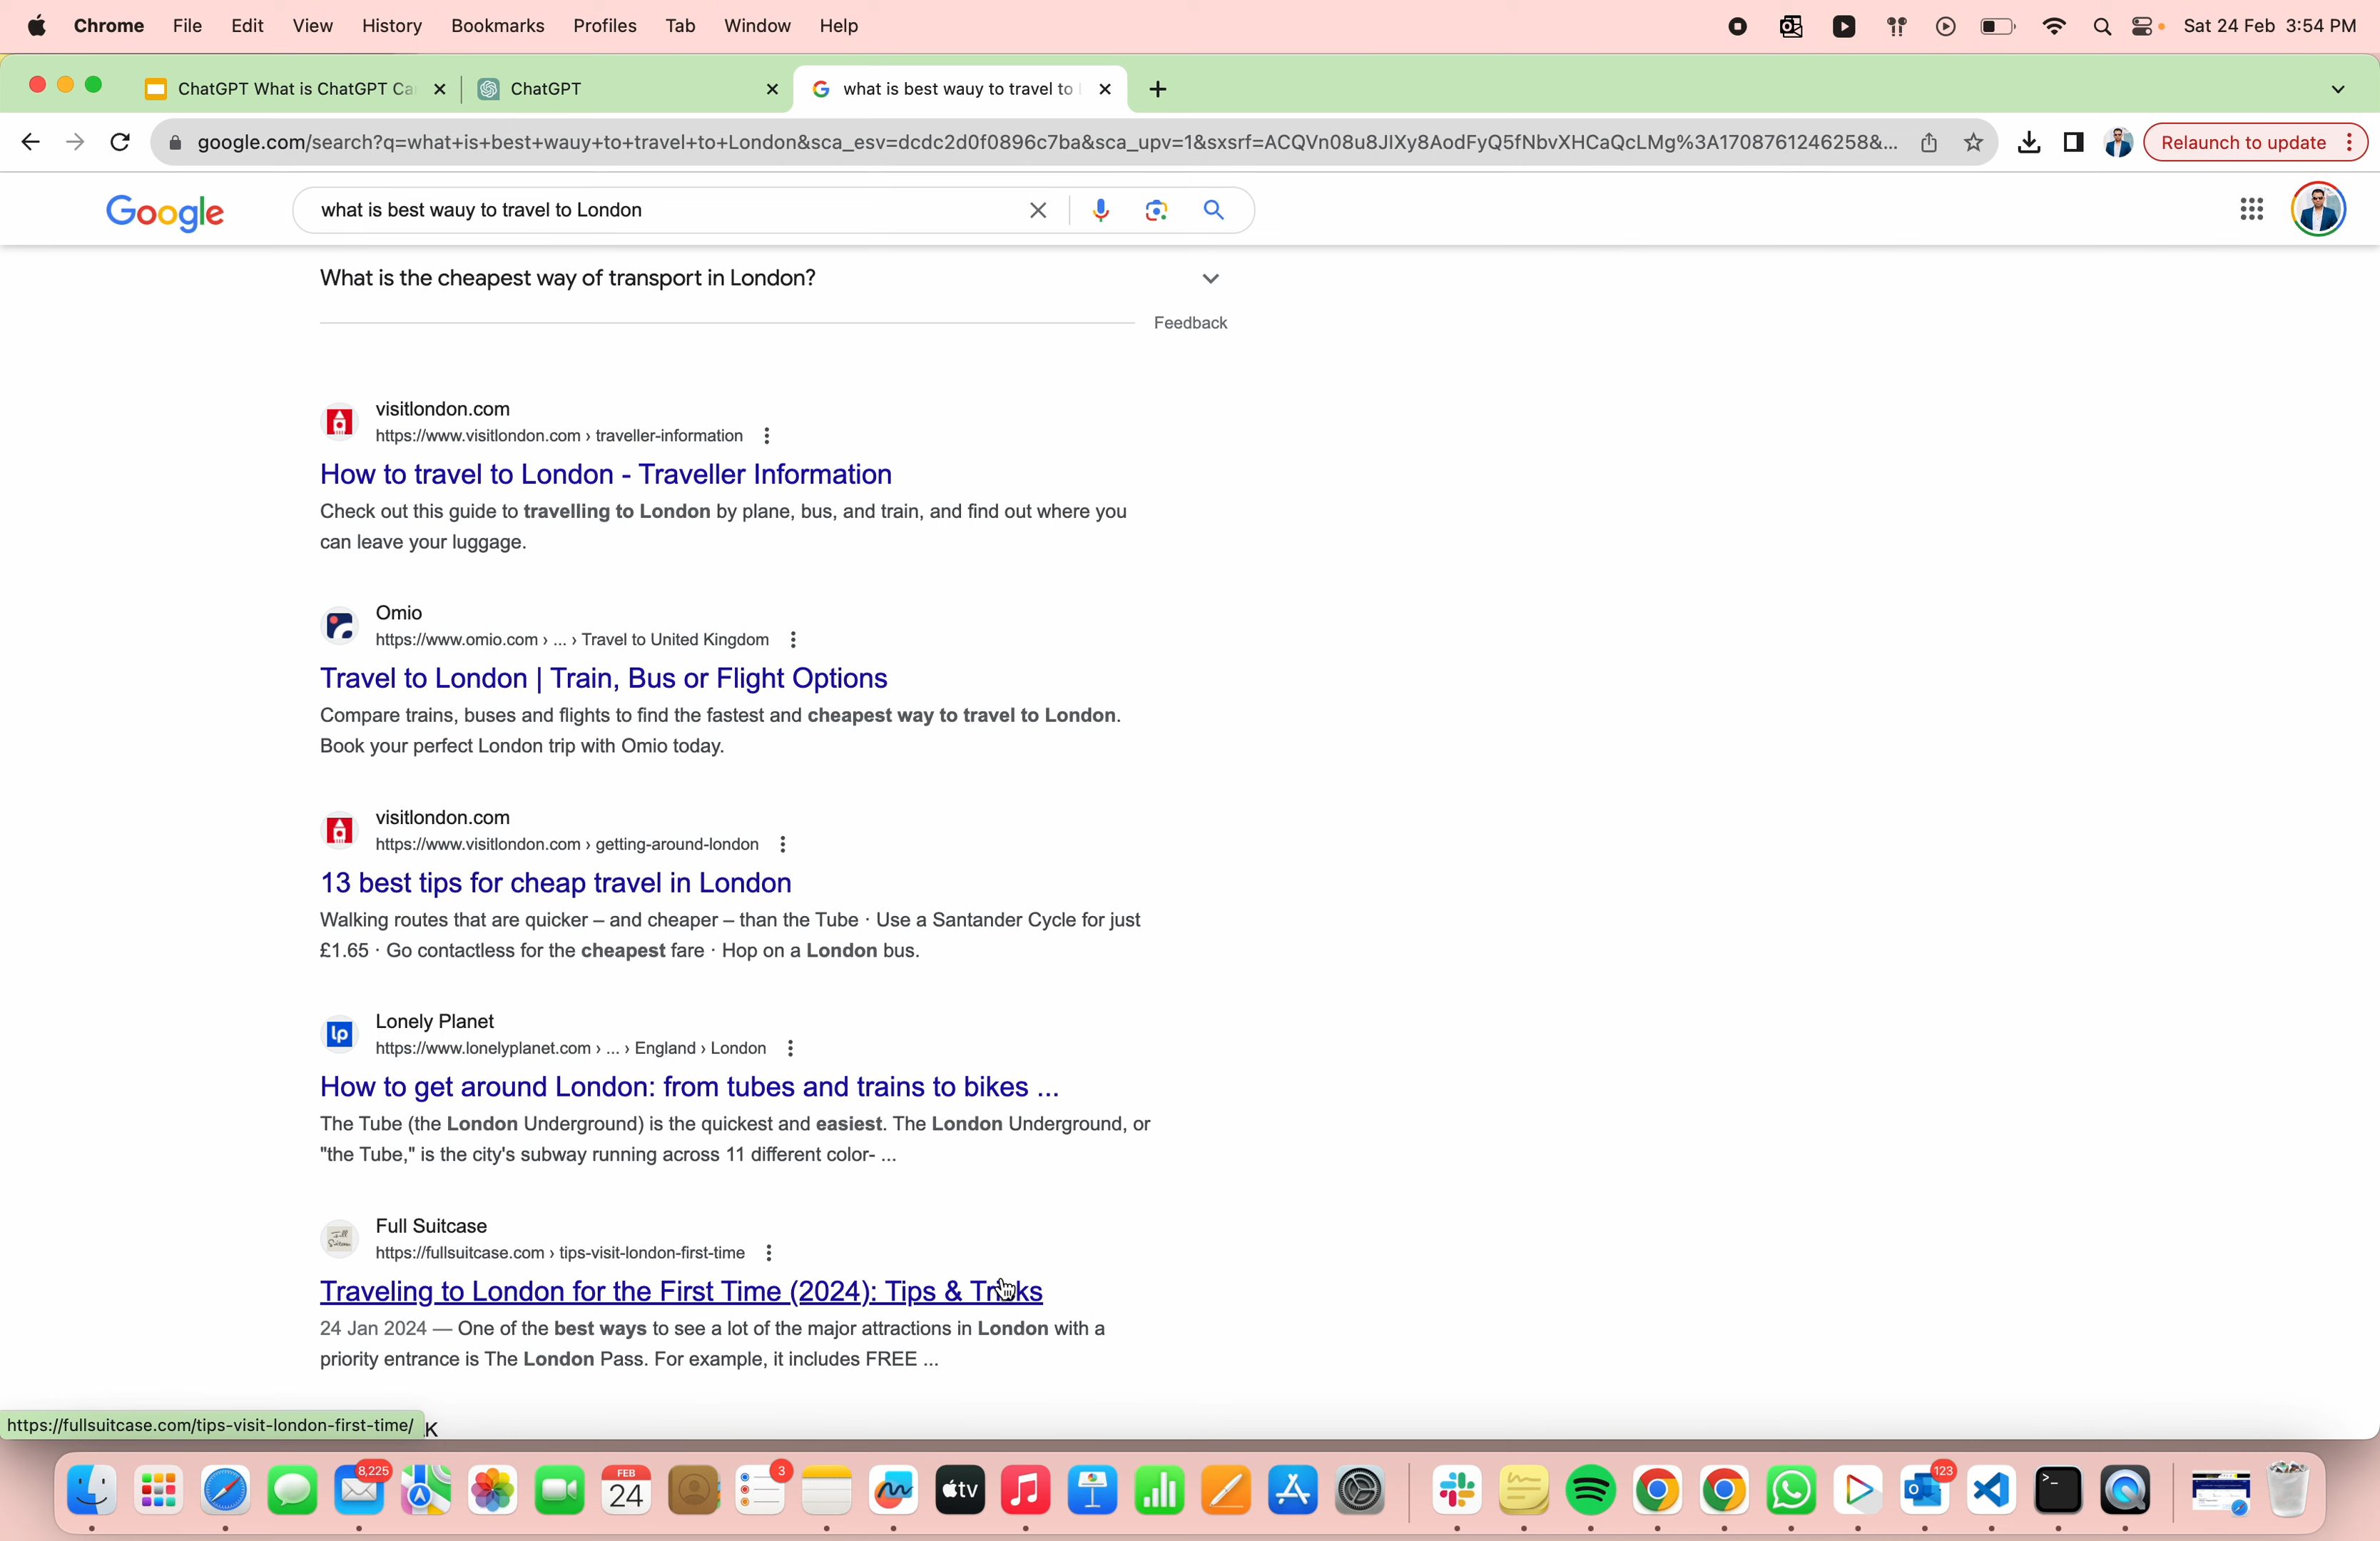 Chrome File Edit View History Bookmarks Profiles Tab Window Help Sat 24 Feb 3:54 PM
ChatGPT What is ChatGPT Ca
ChatGPT
what is best wauy to travel to
google.com/search?q=what+is+best+wauy+to+travel+to+London&sca_esv=dcdc2d0f0896c7ba&sca_upv=1&sxsrf=ACQVn08u8JIXy8AodFyQ5fNbvXHCaQcLMg%3A1708761246258&...
Relaunch to update
Google
what is best wauy to travel to London
What is the cheapest way of transport in London?
Feedback
visitlondon.com
https://www.visitlondon.com › traveller-information
How to travel to London - Traveller Information
Check out this guide to travelling to London by plane, bus, and train, and find out where you
can leave your luggage.
Omio
https://www.omio.com › ... › Travel to United Kingdom
Travel to London | Train, Bus or Flight Options
Compare trains, buses and flights to find the fastest and cheapest way to travel to London.
Book your perfect London trip with Omio today.
visitlondon.com
https://www.visitlondon.com › getting-around-london
13 best tips for cheap travel in London
Walking routes that are quicker – and cheaper – than the Tube · Use a Santander Cycle for just
£1.65 · Go contactless for the cheapest fare · Hop on a London bus.
lp
Lonely Planet
https://www.lonelyplanet.com › ... › England › London
How to get around London: from tubes and trains to bikes ...
The Tube (the London Underground) is the quickest and easiest. The London Underground, or
"the Tube," is the city's subway running across 11 different color- ...
Full Suitcase
Full Suitcase
https://fullsuitcase.com › tips-visit-london-first-time
Traveling to London for the First Time (2024): Tips & Tricks
24 Jan 2024 — One of the best ways to see a lot of the major attractions in London with a
priority entrance is The London Pass. For example, it includes FREE ...
https://fullsuitcase.com/tips-visit-london-first-time/
K
8,225
FEB
24
3
tv
123
>_